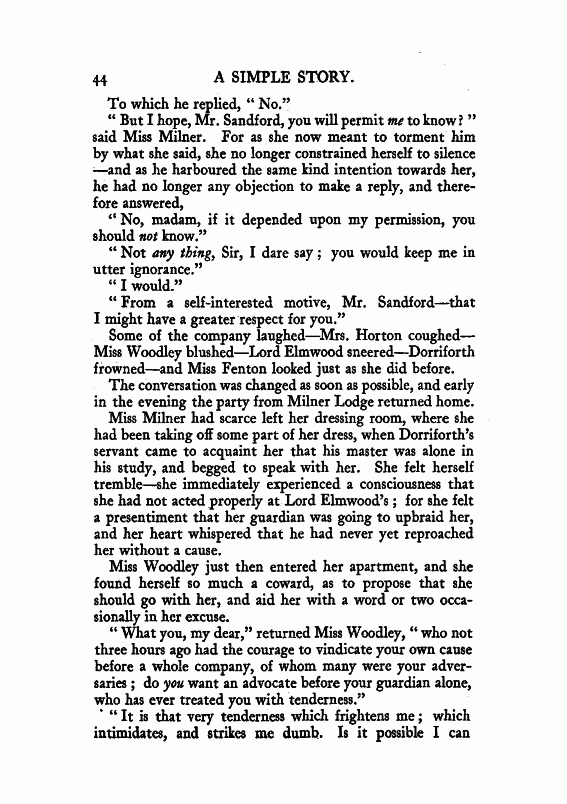 44 A SIMPLE STORY.
To which he replied, “ No.”
“ But I hope, Mr. Sandford, you will permit me to know? ”
said Miss Milner. For as she now meant to torment him
by what she said, she no longer constrained herself to silence
—and as he harboured the same kind intention towards her,
he had no longer any objection to make a reply, and there-
fore answered,
“ No, madam, if it depended upon my permission, you
should not know.”
“ Not any thing, Sir, I dare say ; you would keep me in
utter ignorance.”
“ I would.”
“ From a self-interested motive, Mr. Sandford—that
I might have a greater respect for you.”
Some of the company laughed—Mrs. Horton coughed—
Miss Woodley blushed—Lord Elmwood sneered—Dorriforth
frowned—and Miss Fenton looked just as she did before.
The conversation was changed as soon as possible, and early
in the evening the party from Milner Lodge returned home.
Miss Milner had scarce left her dressing room, where she
had been taking off some part of her dress, when Dorriforth’s
servant came to acquaint her that his master was alone in
his study, and begged to speak with her. She felt herself
tremble—she immediately experienced a consciousness that
she had not acted properly at Lord Elmwood’s ; for she felt
a presentiment that her guardian was going to upbraid her,
and her heart whispered that he had never yet reproached
her without a cause.
Miss Woodley just then entered her apartment, and she
found herself so much a coward, as to propose that she
should go with her, and aid her with a word or two occa-
sionally in her excuse.
“ What you, my dear,” returned Miss Woodley, “ who not
three hours ago had the courage to vindicate your own cause
before a whole company, of whom many were your adver-
saries ; do you want an advocate before your guardian alone,
who has ever treated you with tenderness.”
“ It is that very tenderness which frightens me ; which
intimidates, and strikes me dumb. Is it possible I can